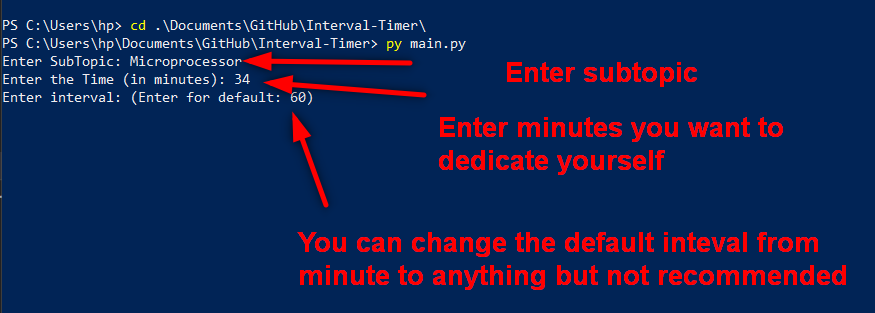 PS C:\Users\hp> cd .\Documents\GitHub\Interval-Timer\
PS C:\Users\hp\Documents\GitHub\Interval-Timer> py main.py
Enter SubTopic: Microprocessor
Enter the Time (in minutes): 34
Enter interval: (Enter for default: 60)
Enter subtopic
Enter minutes you want to
dedicate yourself
You can change the default inteval from
minute to anything but not recommended